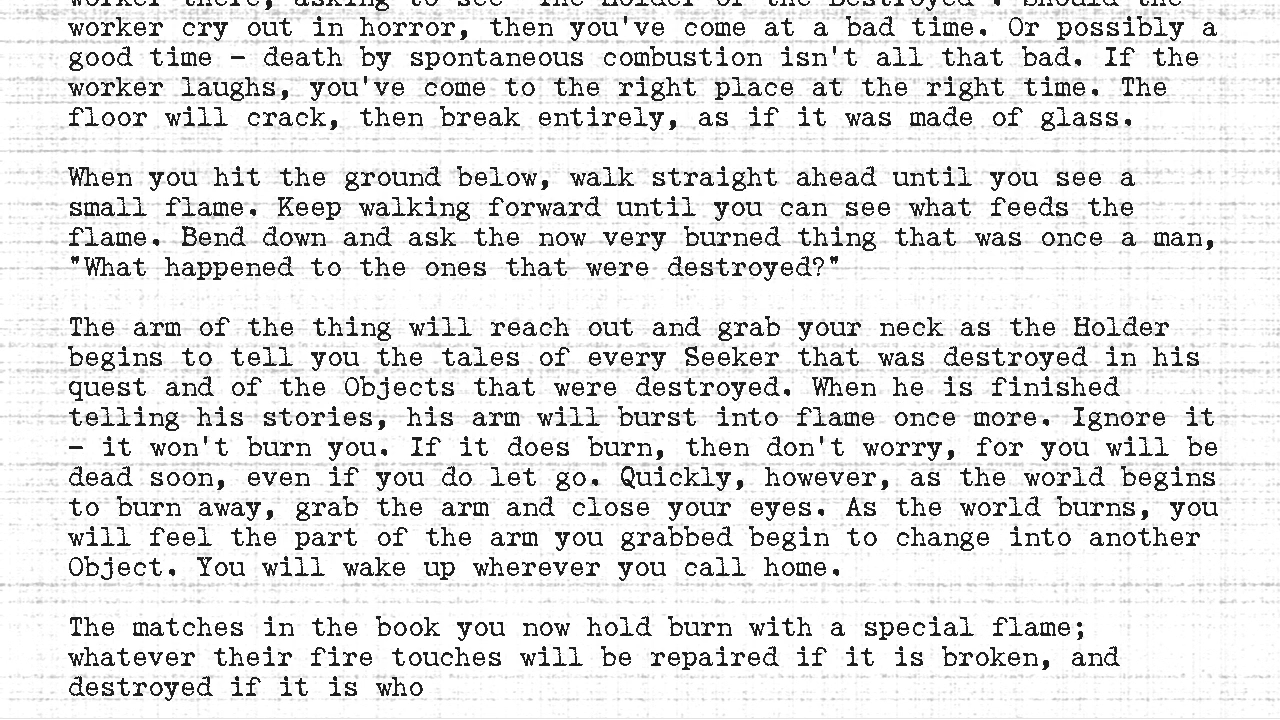 worker there, asking to see "The Holder of the Destroyed". Should the
worker cry out in horror, then you've come at a bad time. Or possibly a
good time - death by spontaneous combustion isn't all that bad. If the
worker laughs, you've come to the right place at the right time. The
floor will crack, then break entirely, as if it was made of glass.
When you hit the ground below, walk straight ahead until you see a
small flame. Keep walking forward until you can see what feeds the
flame. Bend down and ask the now very burned thing that was once a man,
"What happened to the ones that were destroyed?"
The arm of the thing will reach out and grab your neck as the Holder
begins to tell you the tales of every Seeker that was destroyed in his
quest and of the Objects that were destroyed. When he is finished
telling his stories, his arm will burst into flame once more. Ignore it
- it won't burn you. If it does burn, then don't worry, for you will be
dead soon, even if you do let go. Quickly, however, as the world begins
to burn away, grab the arm and close your eyes. As the world burns, you
will feel the part of the arm you grabbed begin to change into another
Object. You will wake up wherever you call home.
The matches in the book you now hold burn with a special flame;
whatever their fire touches will be repaired if it is broken, and
destroyed if it is who